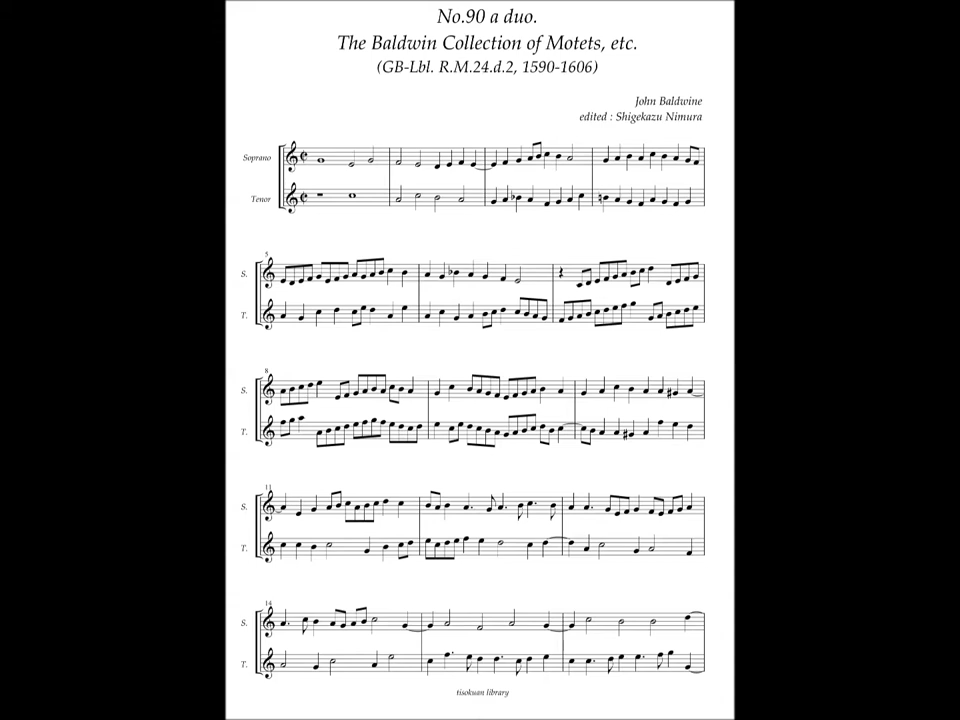 No.90 a duo.
The Baldwin Collection of Motets, etc.
(GB-Lbl. R.M.24.d.2, 1590-1606)
John Baldwine
edited : Shigekazu Nimura
Soprano
Tenor
5
S.
T.
8
S.
T.
11
S.
T.
14
S.
T.
tisokuan library